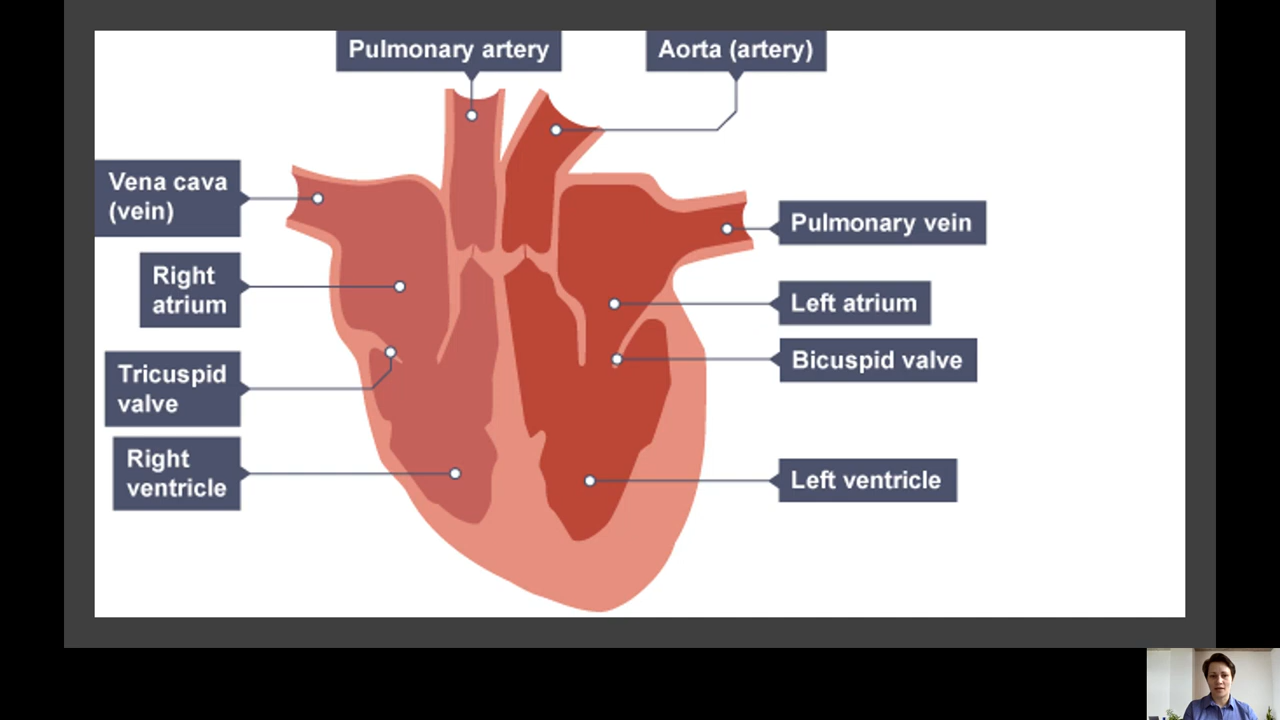 Pulmonary artery
Aorta (artery)
Vena cava
(vein)
Pulmonary vein
Right
atrium
Left atrium
Tricuspid
valve
Bicuspid valve
Right
ventricle
Left ventricle